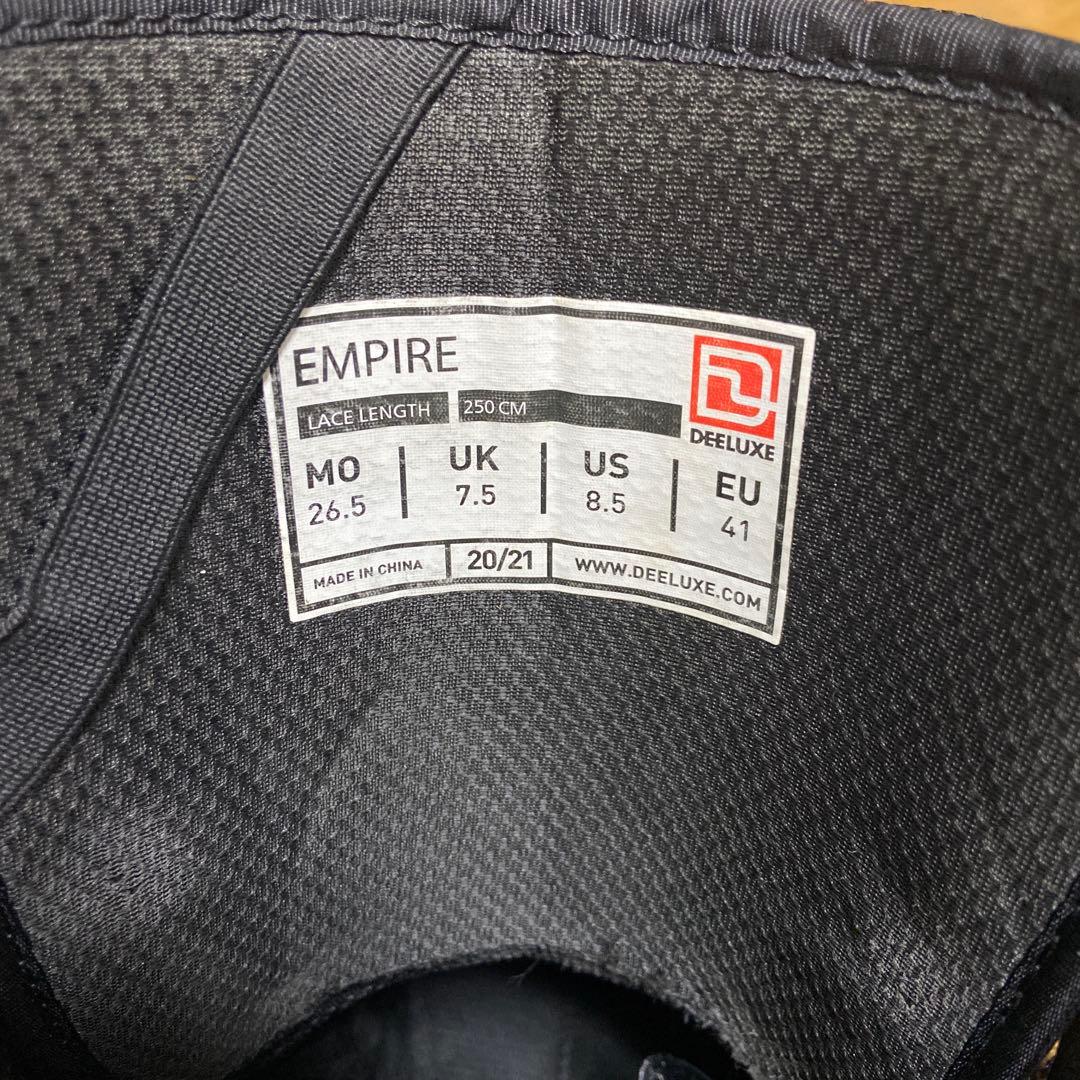 EMPIRE
LACE LENGTH 250 CM
DEELUXE
MO UK US EU
26.5 7.5 8.5 41
MADE IN CHINA 20/21 WWW.DEELUXE.COM